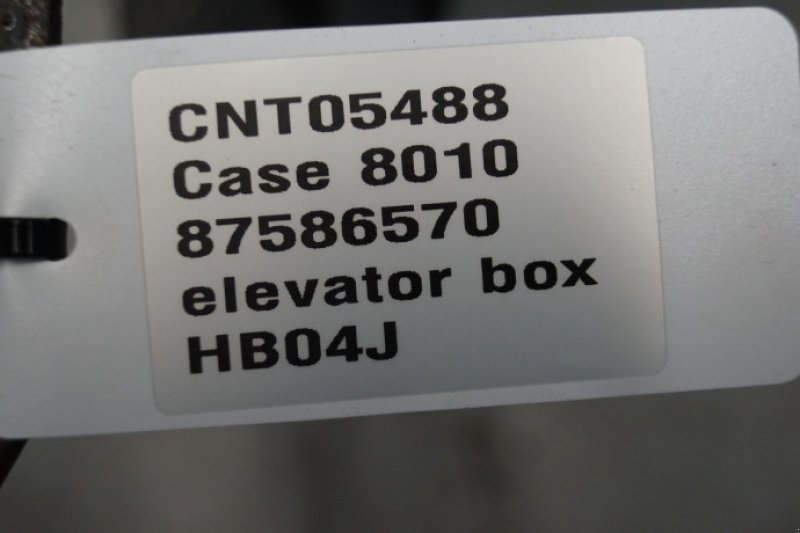 CNT05488
Case 8010
87586570
elevator box
HB04J